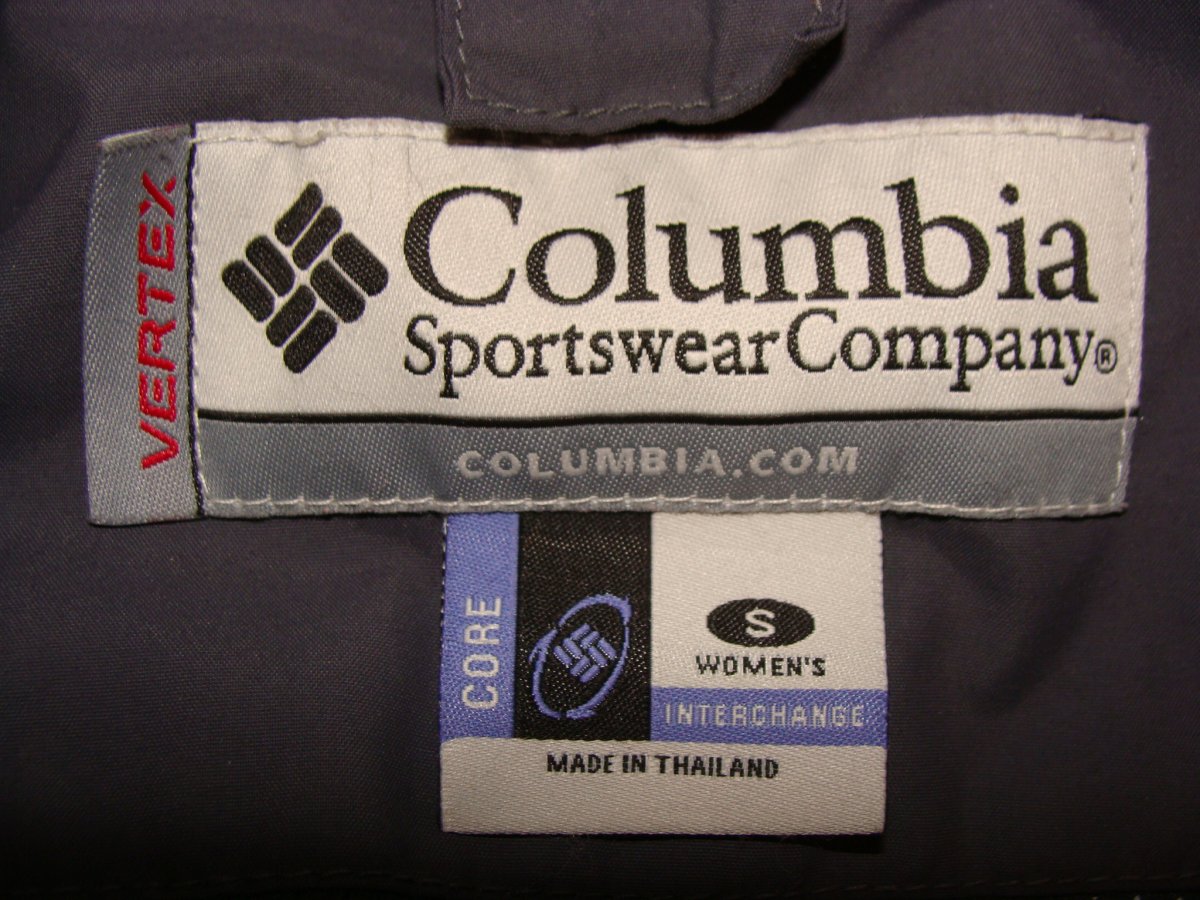 VERTEX
Columbia
Sportswear Company®
COLUMBIA.COM
CORE
S
WOMEN'S
INTERCHANGE
MADE IN THAILAND